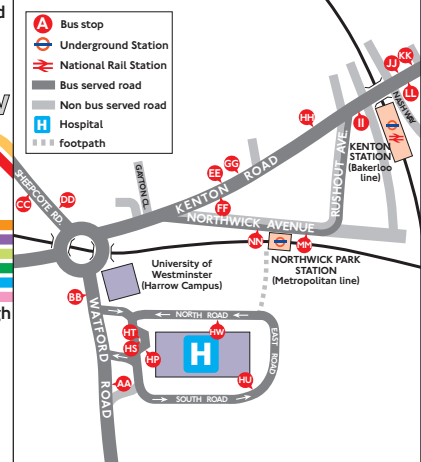 d
y
gh
A Bus stop
Underground Station
National Rail Station
Bus served road
Non bus served road
H Hospital
footpath
JJ
KK
LL
NASH WAY
HH
II
KENTON
STATION
(Bakerloo
line)
RUSHOUT AVE.
GG
EE
FF
KENTON ROAD
GAYTON CL.
SHEEPCOTE RD.
CC
DD
NORTHWICK AVENUE
NN
MM
NORTHWICK PARK
STATION
(Metropolitan line)
University of
Westminster
(Harrow Campus)
BB
WATFORD ROAD
NORTH ROAD
HT
HS
HP
HW
H
HU
EAST ROAD
AA
SOUTH ROAD